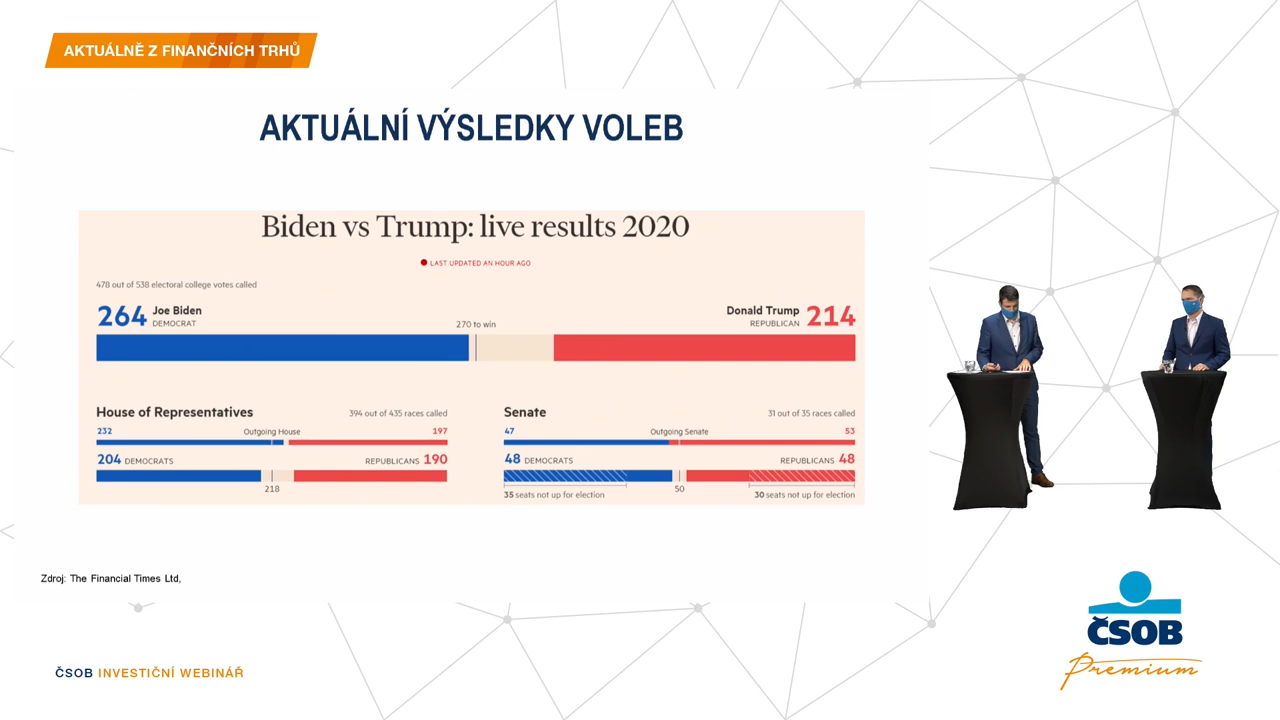 AKTUÁLNĚ Z FINANČNÍCH TRHŮ
AKTUÁLNÍ VÝSLEDKY VOLEB
Biden vs Trump: live results 2020
LAST UPDATED AN HOUR AGO
478 out of 538 electoral college votes called
264 Joe Biden
DEMOCRAT
270 to win
Donald Trump 214
REPUBLICAN
House of Representatives
394 out of 435 races called
232 Outgoing House 197
204 DEMOCRATS REPUBLICANS 190
218
Senate
31 out of 35 races called
47 Outgoing Senate 53
48 DEMOCRATS REPUBLICANS 48
50
35 seats not up for election
30 seats not up for election
Zdroj: The Financial Times Ltd,
ČSOB INVESTIČNÍ WEBINÁŘ
ČSOB
Premium